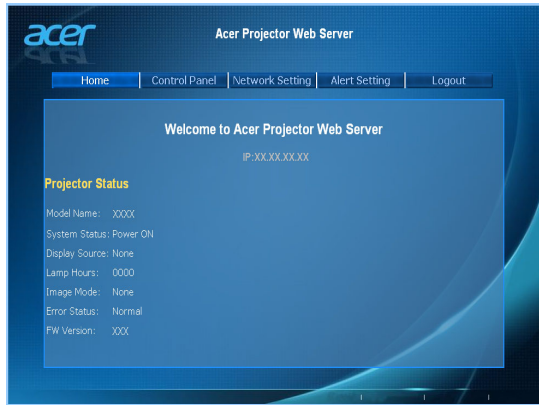 acer
Acer Projector Web Server
Home Control Panel Network Setting Alert Setting Logout
Welcome to Acer Projector Web Server
IP:XX.XX.XX.XX
Projector Status
Model Name: XXXX
System Status: Power ON
Display Source: None
Lamp Hours: 0000
Image Mode: None
Error Status: Normal
FW Version: XXX